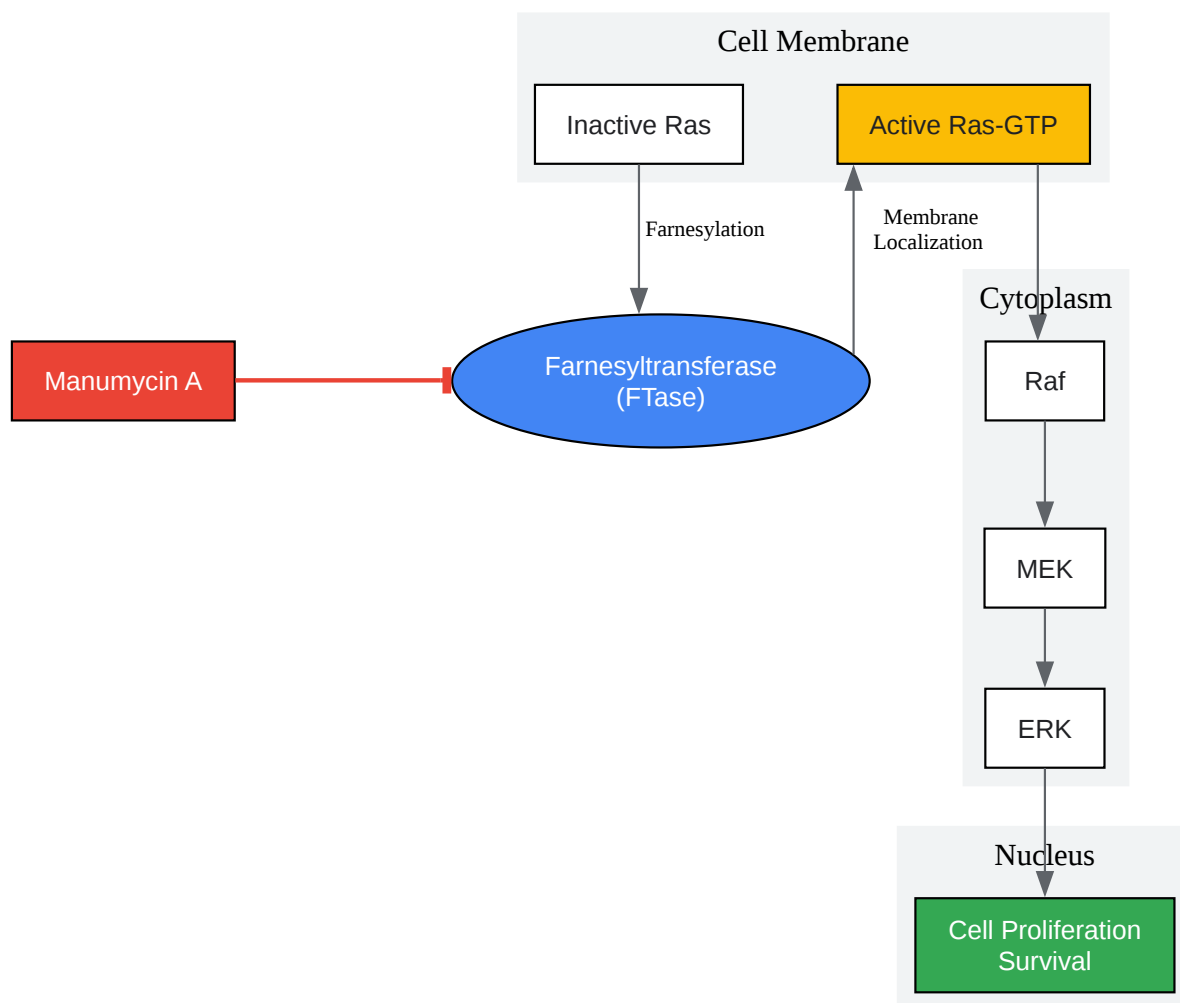 Cell Membrane
Inactive Ras
Active Ras-GTP
Farnesylation
Membrane
Localization
Cytoplasm
Manumycin A
Farnesyltransferase
(FTase)
Raf
MEK
ERK
Nucleus
Cell Proliferation
Survival